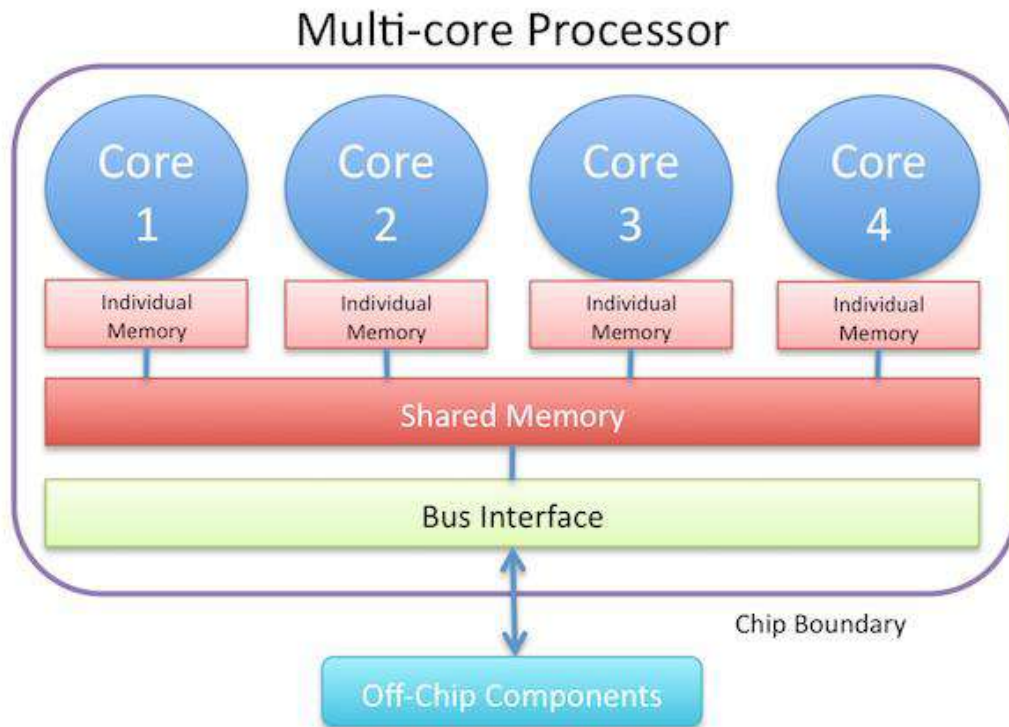 Multi-core Processor
Core
1
Core
2
Core
3
Core
4
Individual
Memory
Individual
Memory
Individual
Memory
Individual
Memory
Shared Memory
Bus Interface
Chip Boundary
Off-Chip Components